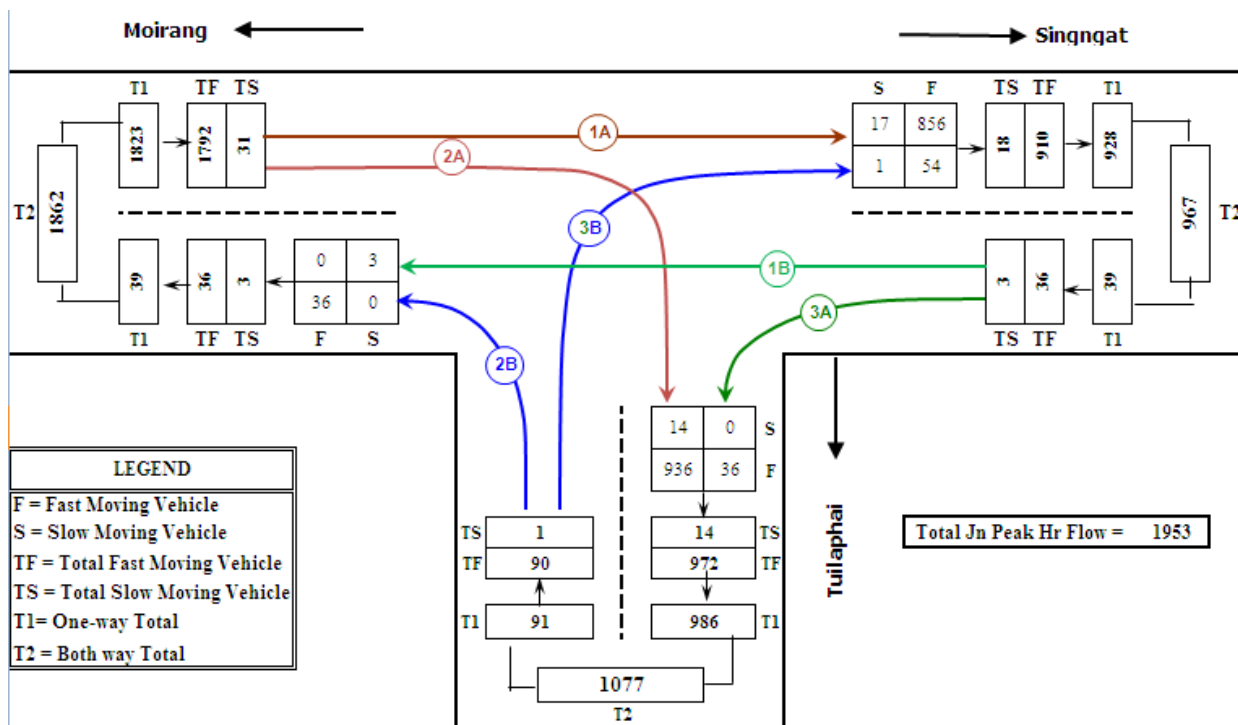 Moirang
Singngat
T1 TF TS
S F
TS TF T1
1823 1792 31
1A
17 856
18 910 928
2A
1 54
T2 1862
3B
967 T2
0 3
1B
39 36 3
36 0
3 36 39
3A
T1 TF TS F S
TS TF T1
2B
14 0 S
936 36 F
LEGEND
F = Fast Moving Vehicle
S = Slow Moving Vehicle
TF = Total Fast Moving Vehicle
TS = Total Slow Moving Vehicle
T1= One-way Total
T2 = Both way Total
TS 1
14 TS
TF 90
972 TF
T1 91
986 T1
1077
T2
Tuilaphai
Total Jn Peak Hr Flow = 1953